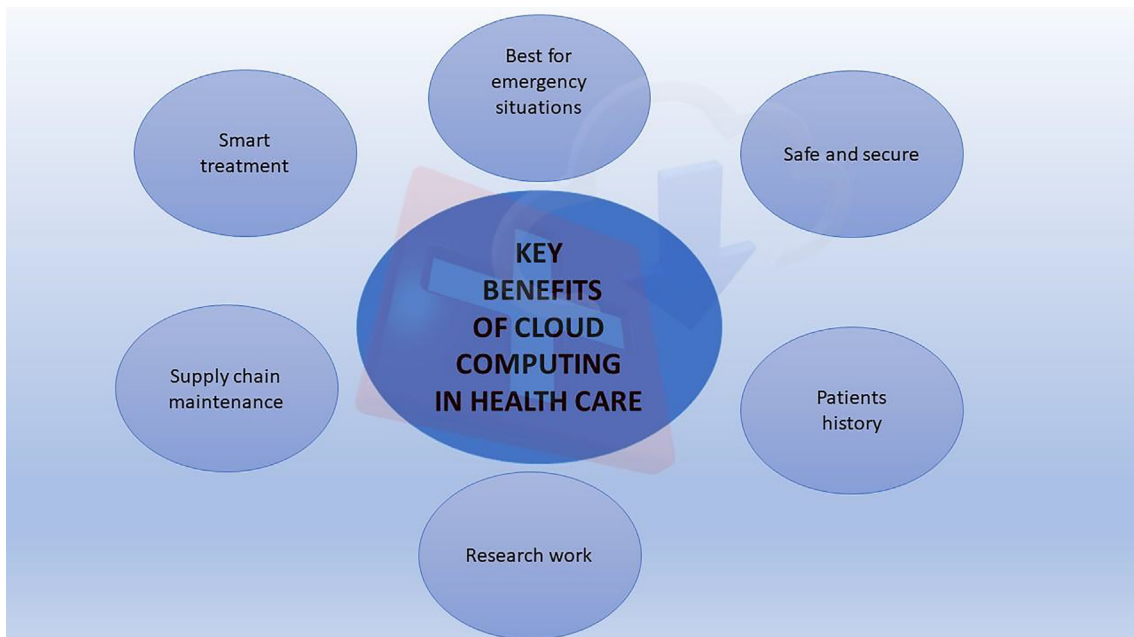 Best for
emergency
situations
Smart
treatment
Safe and secure
KEY
BENEFITS
OF CLOUD
COMPUTING
IN HEALTH CARE
Supply chain
maintenance
Patients
history
Research work